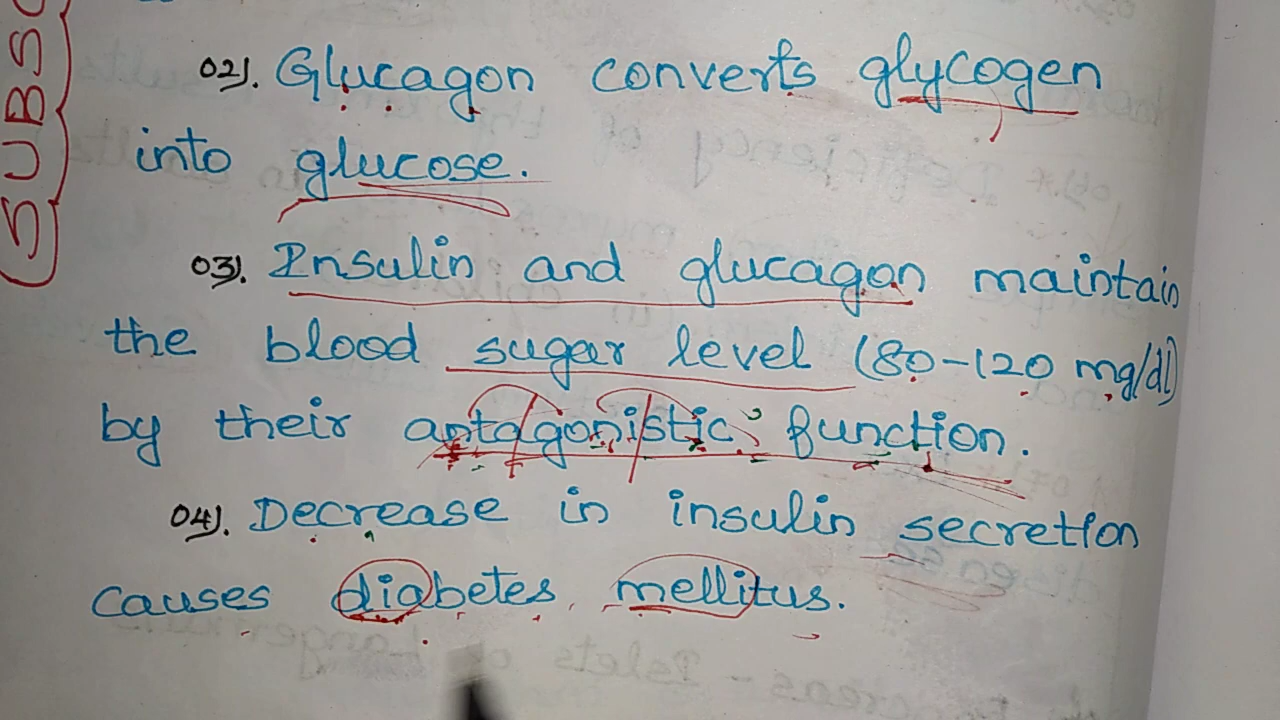 SUBSC
02). Glucagon converts glycogen
into glucose.
03). Insulin and glucagon maintain
the blood sugar level (80-120 mg/dl)
by their antagonistic function.
04). Decrease in insulin secretion
causes diabetes mellitus.